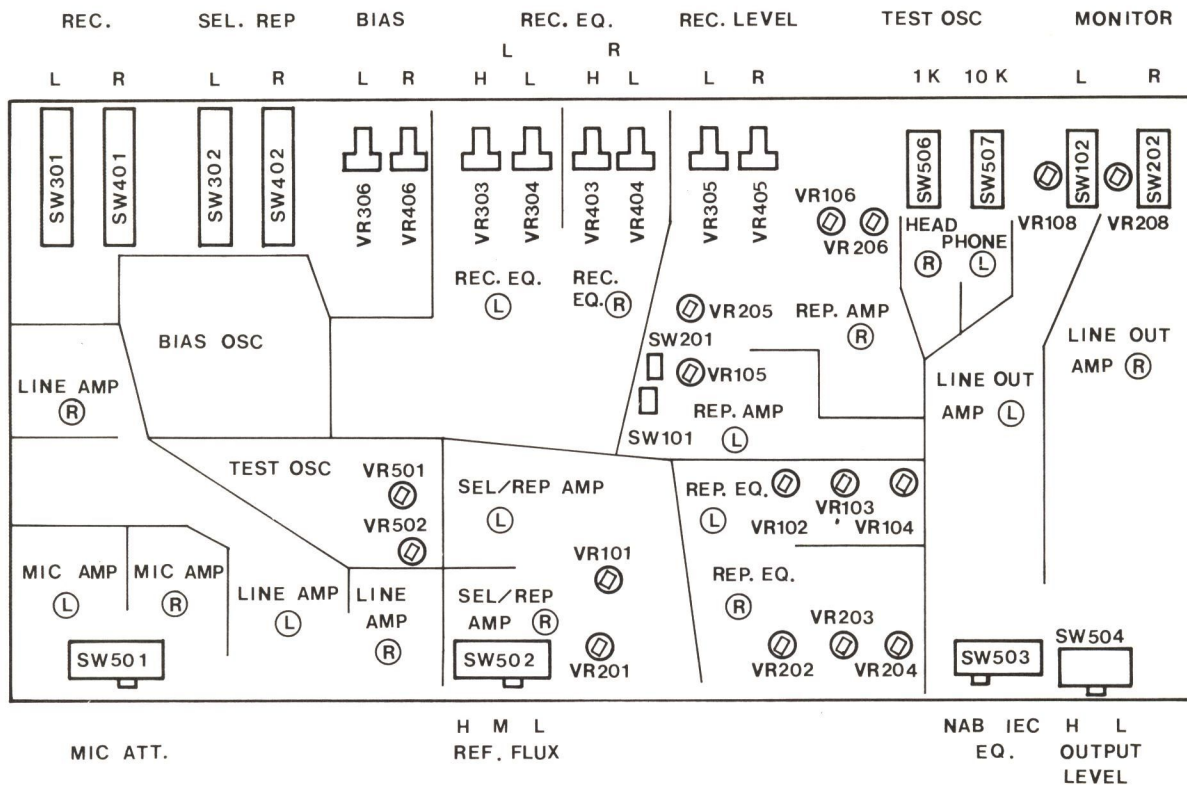 REC. SEL. REP BIAS REC. EQ. REC. LEVEL TEST OSC MONITOR
L R
L R L R L R H L H L L R 1K 10K L R
SW301 SW401 SW302 SW402 VR306 VR406 VR303 VR304 VR403 VR404 VR305 VR405 SW506 SW507 SW102 SW202
VR106
VR206
HEAD PHONE
R L
VR108 VR208
REC. EQ.
L
REC.
EQ. R
VR205
REP. AMP
R
BIAS OSC
SW201
VR105
LINE OUT
AMP R
LINE AMP
R
LINE OUT
AMP L
REP. AMP
L
SW101
TEST OSC
VR501
VR502
SEL/REP AMP
L
REP. EQ.
L
VR102 VR103 VR104
VR101
MIC AMP
L
MIC AMP
R
LINE AMP
L
LINE
AMP
R
SEL/REP
AMP R
REP. EQ.
R
VR201
VR203
VR202 VR204
SW501 SW502 SW503 SW504
MIC ATT.
H M L
REF. FLUX
NAB IEC
EQ.
H L
OUTPUT
LEVEL